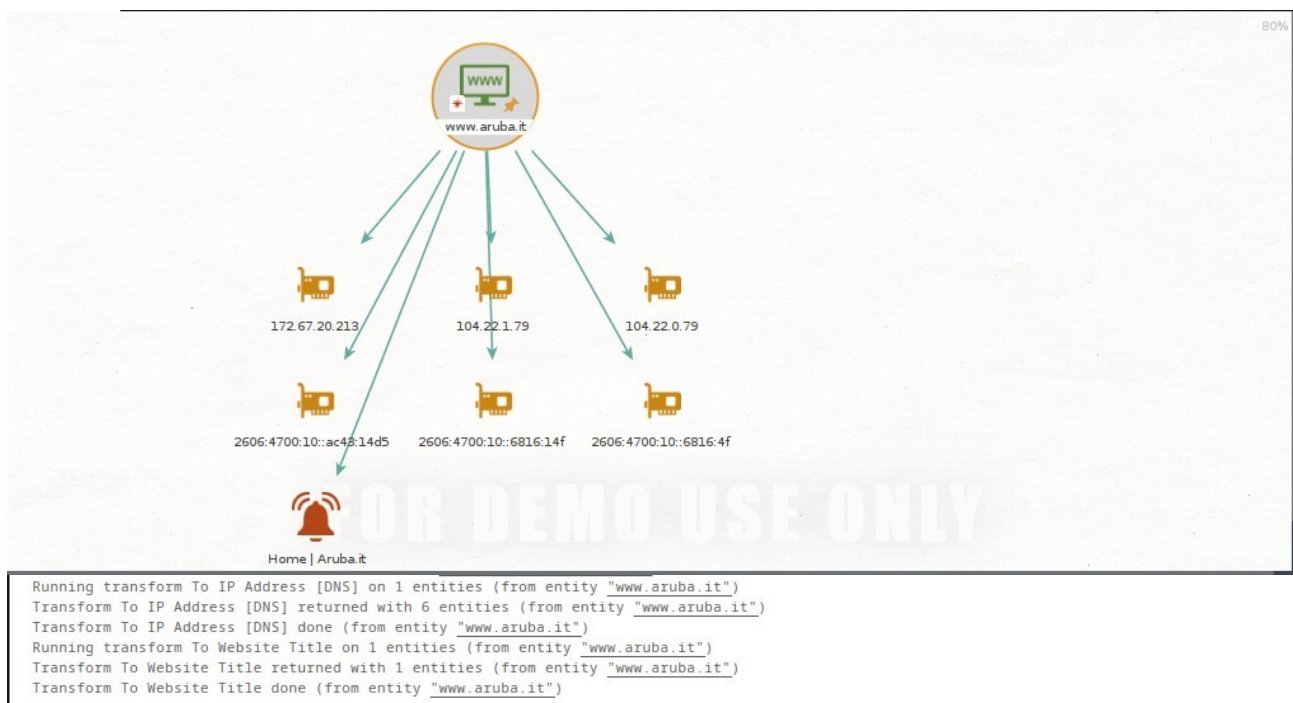 80%
www
www.aruba.it
172.67.20.213
104.22.1.79
104.22.0.79
2606:4700:10::ac43:14d5
2606:4700:10::6816:14f
2606:4700:10::6816:4f
FOR DEMO USE ONLY
Home | Aruba.it
Running transform To IP Address [DNS] on 1 entities (from entity "www.aruba.it")
Transform To IP Address [DNS] returned with 6 entities (from entity "www.aruba.it")
Transform To IP Address [DNS] done (from entity "www.aruba.it")
Running transform To Website Title on 1 entities (from entity "www.aruba.it")
Transform To Website Title returned with 1 entities (from entity "www.aruba.it")
Transform To Website Title done (from entity "www.aruba.it")